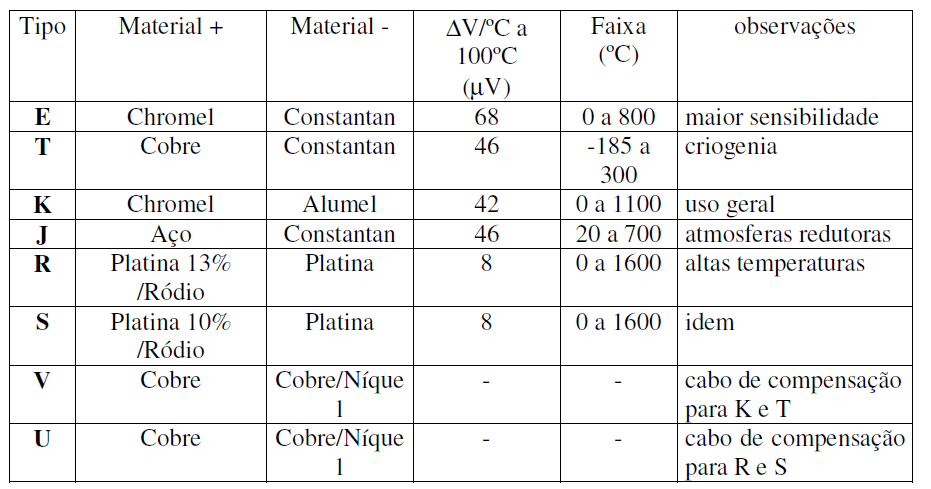 Tipo Material + Material - ΔV/ºC a 100ºC (µV) Faixa (ºC) observações
E Chromel Constantan 68 0 a 800 maior sensibilidade
T Cobre Constantan 46 -185 a 300 criogenia
K Chromel Alumel 42 0 a 1100 uso geral
J Aço Constantan 46 20 a 700 atmosferas redutoras
R Platina 13% /Ródio Platina 8 0 a 1600 altas temperaturas
S Platina 10% /Ródio Platina 8 0 a 1600 idem
V Cobre Cobre/Níque l - - cabo de compensação para K e T
U Cobre Cobre/Níque l - - cabo de compensação para R e S